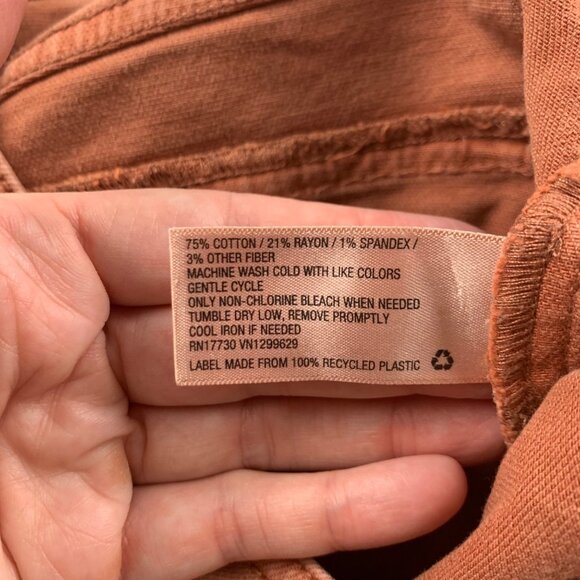 75% COTTON / 21% RAYON / 1% SPANDEX /
3% OTHER FIBER
MACHINE WASH COLD WITH LIKE COLORS
GENTLE CYCLE
ONLY NON-CHLORINE BLEACH WHEN NEEDED
TUMBLE DRY LOW, REMOVE PROMPTLY
COOL IRON IF NEEDED
RN17730 VN1299629
LABEL MADE FROM 100% RECYCLED PLASTIC